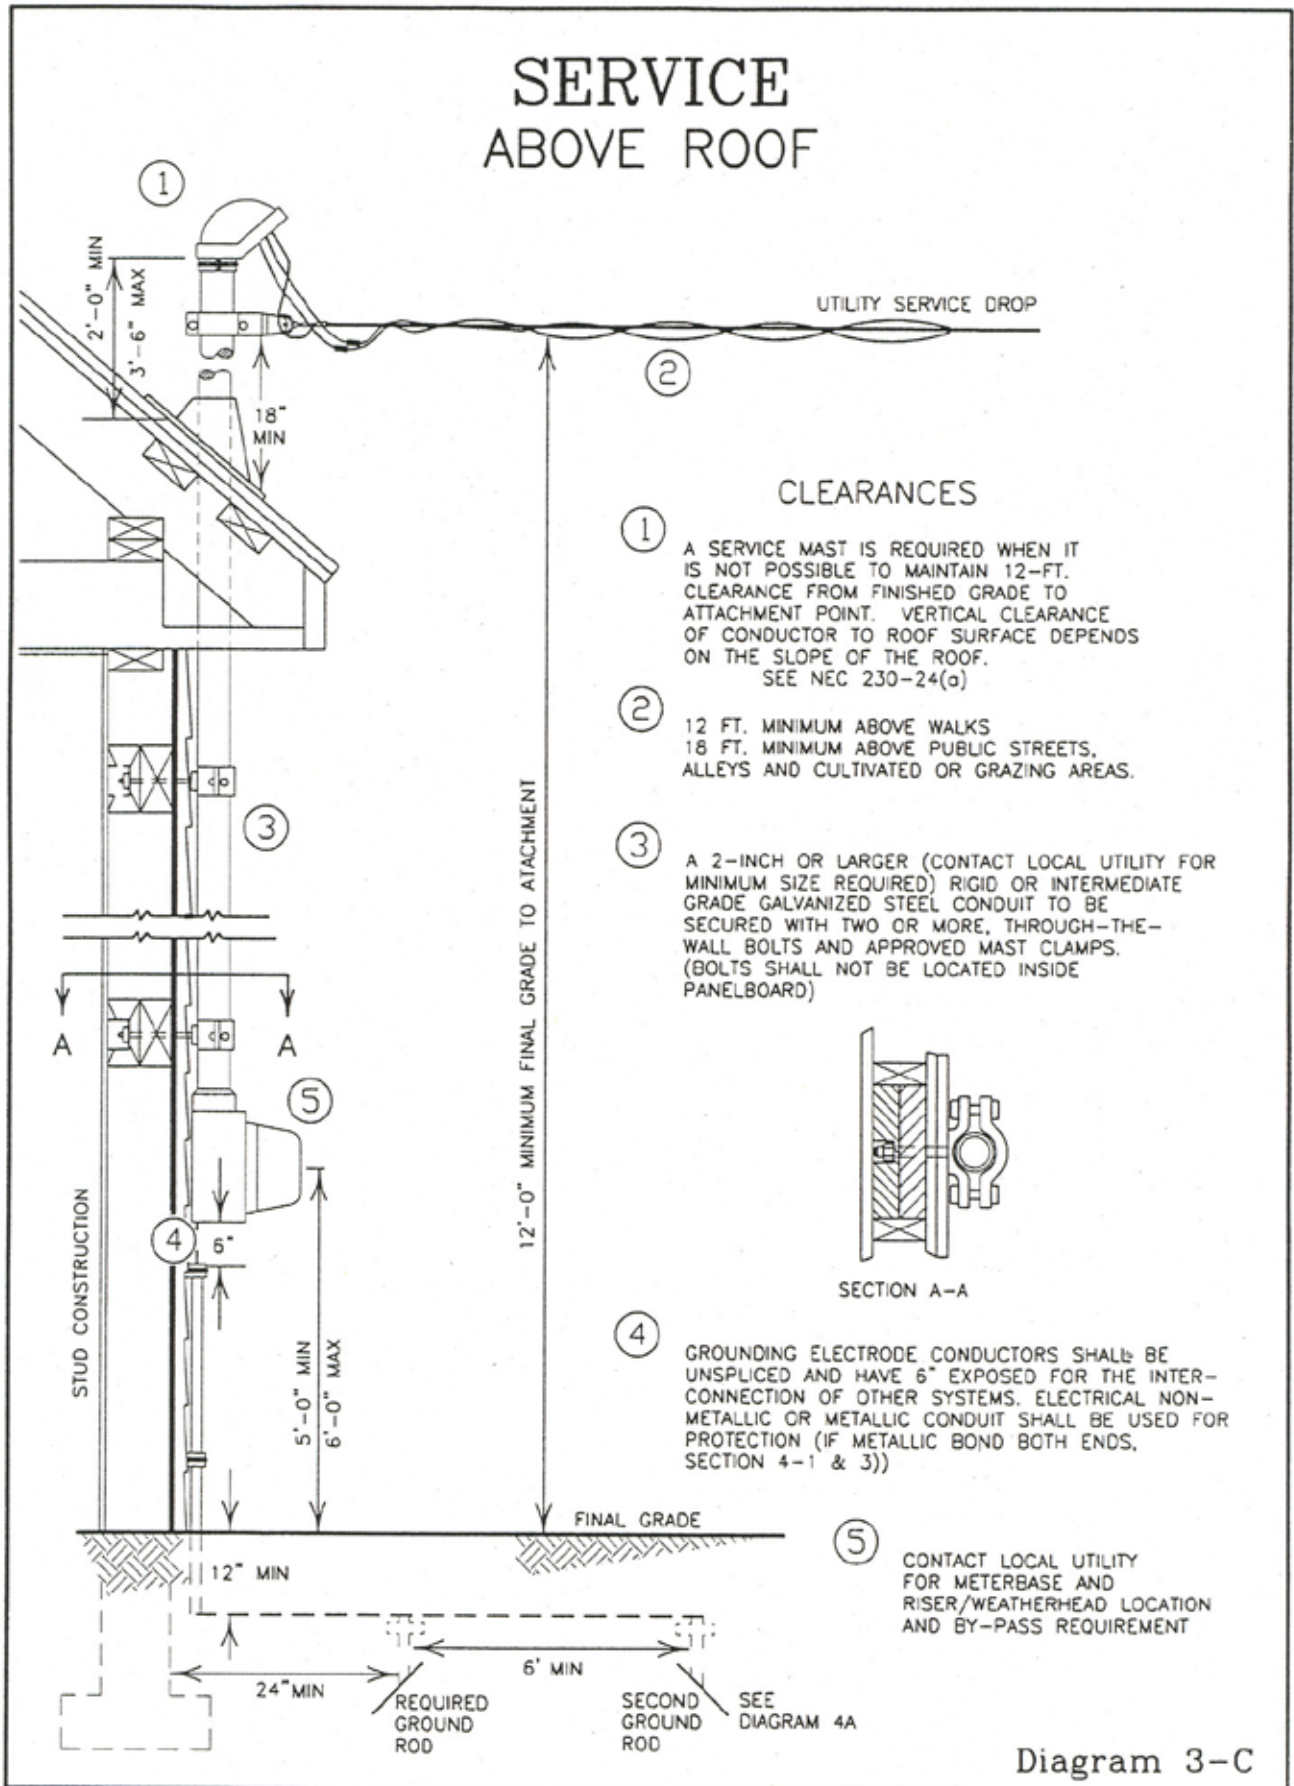 SERVICE
ABOVE ROOF
1
2'-0" MIN
3'-6" MAX
UTILITY SERVICE DROP
2
18"
MIN
CLEARANCES
1
A SERVICE MAST IS REQUIRED WHEN IT
IS NOT POSSIBLE TO MAINTAIN 12-FT.
CLEARANCE FROM FINISHED GRADE TO
ATTACHMENT POINT. VERTICAL CLEARANCE
OF CONDUCTOR TO ROOF SURFACE DEPENDS
ON THE SLOPE OF THE ROOF.
SEE NEC 230-24(a)
2
12 FT. MINIMUM ABOVE WALKS
18 FT. MINIMUM ABOVE PUBLIC STREETS,
ALLEYS AND CULTIVATED OR GRAZING AREAS.
3
3
A 2-INCH OR LARGER (CONTACT LOCAL UTILITY FOR
MINIMUM SIZE REQUIRED) RIGID OR INTERMEDIATE
GRADE GALVANIZED STEEL CONDUIT TO BE
SECURED WITH TWO OR MORE, THROUGH-THE-
WALL BOLTS AND APPROVED MAST CLAMPS.
(BOLTS SHALL NOT BE LOCATED INSIDE
PANELBOARD)
12'-0" MINIMUM FINAL GRADE TO ATACHMENT
A A
5
STUD CONSTRUCTION
4
6"
5'-0" MIN
6'-0" MAX
SECTION A-A
4
GROUNDING ELECTRODE CONDUCTORS SHALL BE
UNSPLICED AND HAVE 6" EXPOSED FOR THE INTER-
CONNECTION OF OTHER SYSTEMS. ELECTRICAL NON-
METALLIC OR METALLIC CONDUIT SHALL BE USED FOR
PROTECTION (IF METALLIC BOND BOTH ENDS,
SECTION 4-1 & 3))
FINAL GRADE
5
CONTACT LOCAL UTILITY
FOR METERBASE AND
RISER/WEATHERHEAD LOCATION
AND BY-PASS REQUIREMENT
12" MIN
24" MIN
6' MIN
REQUIRED
GROUND
ROD
SECOND
GROUND
ROD
SEE
DIAGRAM 4A
Diagram 3-C